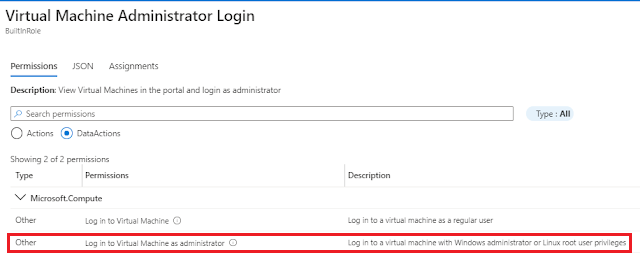 Virtual Machine Administrator Login
BuiltInRole
Permissions JSON Assignments
Description: View Virtual Machines in the portal and login as administrator
Search permissions Type : All
Actions DataActions
Showing 2 of 2 permissions
Type Permissions Description
Microsoft.Compute
Other Log in to Virtual Machine Log in to a virtual machine as a regular user
Other Log in to Virtual Machine as administrator Log in to a virtual machine with Windows administrator or Linux root user privileges